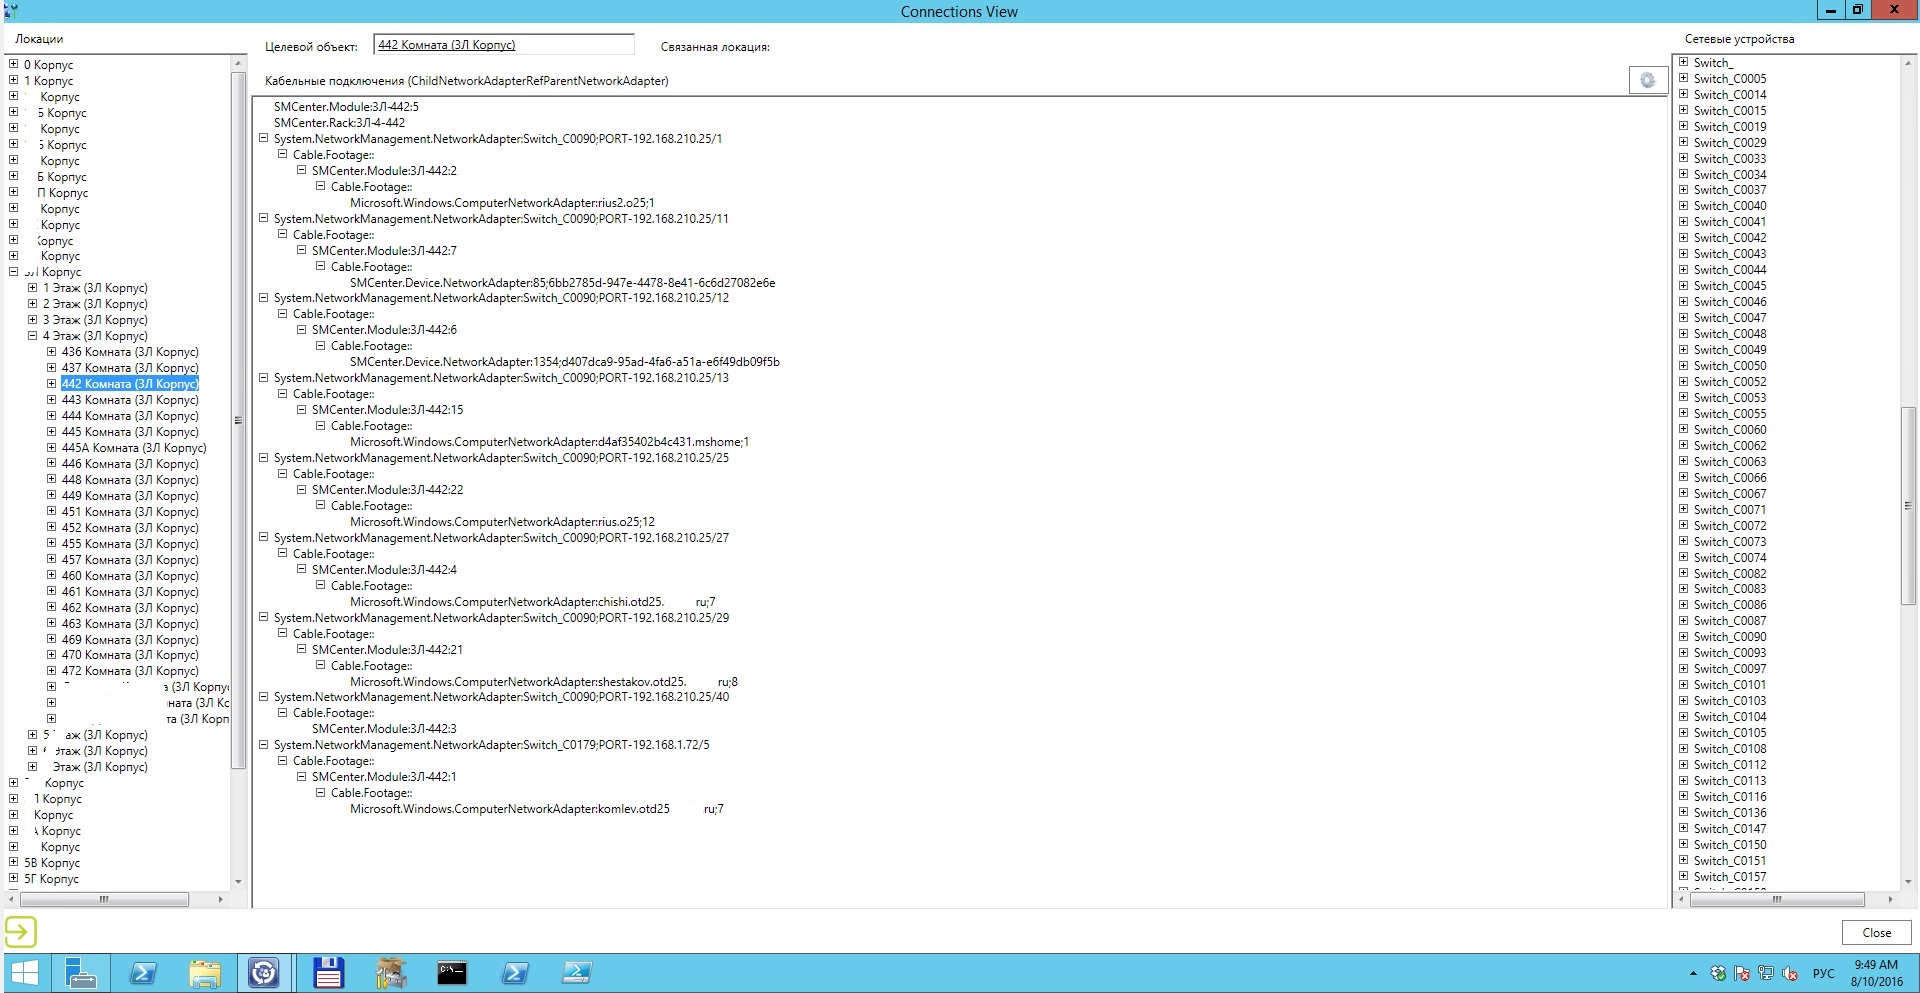 Connections View
Локации
0 Корпус
1 Корпус
Корпус
Б Корпус
Корпус
Б Корпус
Корпус
Б Корпус
П Корпус
Корпус
Корпус
Корпус
Корпус
3Л Корпус
1 Этаж (3Л Корпус)
2 Этаж (3Л Корпус)
3 Этаж (3Л Корпус)
4 Этаж (3Л Корпус)
436 Комната (3Л Корпус)
437 Комната (3Л Корпус)
442 Комната (3Л Корпус)
443 Комната (3Л Корпус)
444 Комната (3Л Корпус)
445 Комната (3Л Корпус)
445А Комната (3Л Корпус)
446 Комната (3Л Корпус)
448 Комната (3Л Корпус)
449 Комната (3Л Корпус)
451 Комната (3Л Корпус)
452 Комната (3Л Корпус)
455 Комната (3Л Корпус)
457 Комната (3Л Корпус)
460 Комната (3Л Корпус)
461 Комната (3Л Корпус)
462 Комната (3Л Корпус)
463 Комната (3Л Корпус)
469 Комната (3Л Корпус)
470 Комната (3Л Корпус)
472 Комната (3Л Корпус)
а (3Л Корпу
ната (3Л Ко
та (3Л Корп
5 аж (3Л Корпус)
Этаж (3Л Корпус)
Этаж (3Л Корпус)
Корпус
П Корпус
Корпус
А Корпус
Корпус
5В Корпус
5Г Корпус
Целевой объект: 442 Комната (3Л Корпус) Связанная локация:
Кабельные подключения (ChildNetworkAdapterRefParentNetworkAdapter)
SMCenter.Module:3Л-442:5
SMCenter.Rack:3Л-4-442
System.NetworkManagement.NetworkAdapter:Switch_C0090;PORT-192.168.210.25/1
Cable.Footage::
SMCenter.Module:3Л-442:2
Cable.Footage::
Microsoft.Windows.ComputerNetworkAdapter:rius2.o25;1
System.NetworkManagement.NetworkAdapter:Switch_C0090;PORT-192.168.210.25/11
Cable.Footage::
SMCenter.Module:3Л-442:7
Cable.Footage::
SMCenter.Device.NetworkAdapter:85;6bb2785d-947e-4478-8e41-6c6d27082e6e
System.NetworkManagement.NetworkAdapter:Switch_C0090;PORT-192.168.210.25/12
Cable.Footage::
SMCenter.Module:3Л-442:6
Cable.Footage::
SMCenter.Device.NetworkAdapter:1354;d407dca9-95ad-4fa6-a51a-e6f49db09f5b
System.NetworkManagement.NetworkAdapter:Switch_C0090;PORT-192.168.210.25/13
Cable.Footage::
SMCenter.Module:3Л-442:15
Cable.Footage::
Microsoft.Windows.ComputerNetworkAdapter:d4af35402b4c431.mshome;1
System.NetworkManagement.NetworkAdapter:Switch_C0090;PORT-192.168.210.25/25
Cable.Footage::
SMCenter.Module:3Л-442:22
Cable.Footage::
Microsoft.Windows.ComputerNetworkAdapter:rius.o25;12
System.NetworkManagement.NetworkAdapter:Switch_C0090;PORT-192.168.210.25/27
Cable.Footage::
SMCenter.Module:3Л-442:4
Cable.Footage::
Microsoft.Windows.ComputerNetworkAdapter:chishi.otd25. ru;7
System.NetworkManagement.NetworkAdapter:Switch_C0090;PORT-192.168.210.25/29
Cable.Footage::
SMCenter.Module:3Л-442:21
Cable.Footage::
Microsoft.Windows.ComputerNetworkAdapter:shestakov.otd25. ru;8
System.NetworkManagement.NetworkAdapter:Switch_C0090;PORT-192.168.210.25/40
Cable.Footage::
SMCenter.Module:3Л-442:3
System.NetworkManagement.NetworkAdapter:Switch_C0179;PORT-192.168.1.72/5
Cable.Footage::
SMCenter.Module:3Л-442:1
Cable.Footage::
Microsoft.Windows.ComputerNetworkAdapter:komlev.otd25 ru;7
Сетевые устройства
Switch_
Switch_C0005
Switch_C0014
Switch_C0015
Switch_C0019
Switch_C0029
Switch_C0033
Switch_C0034
Switch_C0037
Switch_C0040
Switch_C0041
Switch_C0042
Switch_C0043
Switch_C0044
Switch_C0045
Switch_C0046
Switch_C0047
Switch_C0048
Switch_C0049
Switch_C0050
Switch_C0052
Switch_C0053
Switch_C0055
Switch_C0060
Switch_C0062
Switch_C0063
Switch_C0066
Switch_C0067
Switch_C0071
Switch_C0072
Switch_C0073
Switch_C0074
Switch_C0082
Switch_C0083
Switch_C0086
Switch_C0087
Switch_C0090
Switch_C0093
Switch_C0097
Switch_C0101
Switch_C0103
Switch_C0104
Switch_C0105
Switch_C0108
Switch_C0112
Switch_C0113
Switch_C0116
Switch_C0136
Switch_C0147
Switch_C0150
Switch_C0151
Switch_C0157
Close
РУС
9:49 AM
8/10/2016